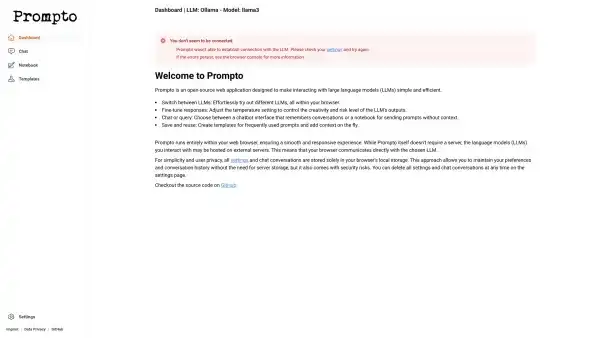 Prompto
Dashboard
Chat
Notebook
Templates
Settings
Imprint | Data Privacy | GitHub
Dashboard | LLM: Ollama - Model: llama3
You don't seem to be connected.
Prompto wasn't able to establish connection with the LLM. Please check your settings and try again.
If the error persists, use the browser console for more information.
Welcome to Prompto
Prompto is an open-source web application designed to make interacting with large language models (LLMs) simple and efficient.
• Switch between LLMs: Effortlessly try out different LLMs, all within your browser.
• Fine-tune responses: Adjust the temperature setting to control the creativity and risk level of the LLM's outputs.
• Chat or query: Choose between a chatbot interface that remembers conversations or a notebook for sending prompts without context.
• Save and reuse: Create templates for frequently used prompts and add context on the fly.
Prompto runs entirely within your web browser, ensuring a smooth and responsive experience. While Prompto itself doesn't require a server, the language models (LLMs)
you interact with may be hosted on external servers. This means that your browser communicates directly with the chosen LLM.
For simplicity and user privacy, all settings and chat conversations are stored solely in your browser's local storage. This approach allows you to maintain your preferences
and conversation history without the need for server storage, but it also comes with security risks. You can delete all settings and chat conversations at any time on the
settings page.
Checkout the source code on GitHub